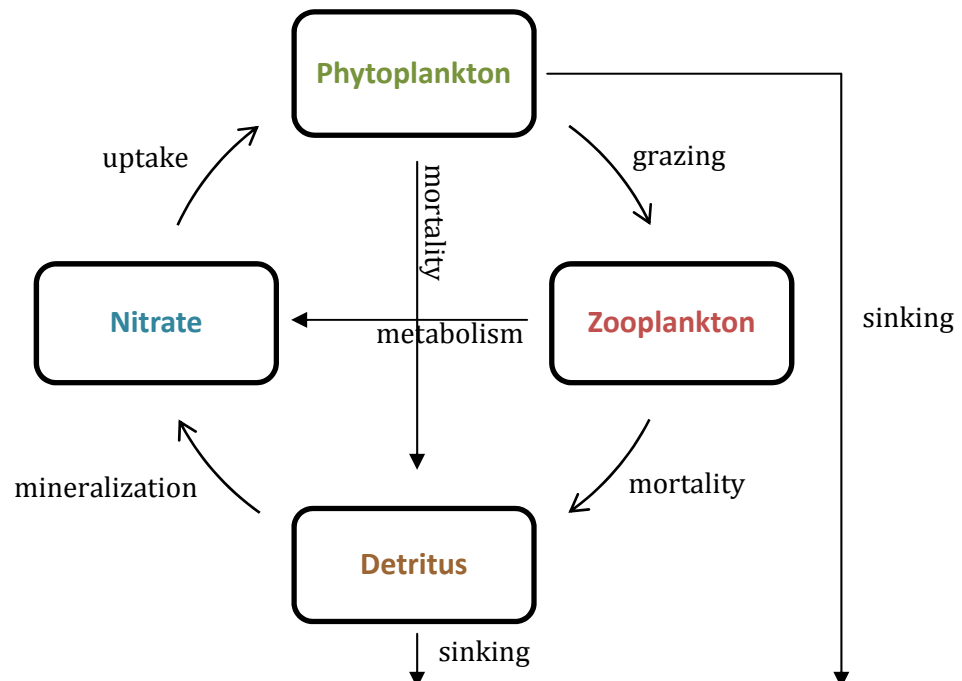 Phytoplankton
uptake
grazing
mortality
Nitrate
metabolism
Zooplankton
sinking
mineralization
mortality
Detritus
sinking